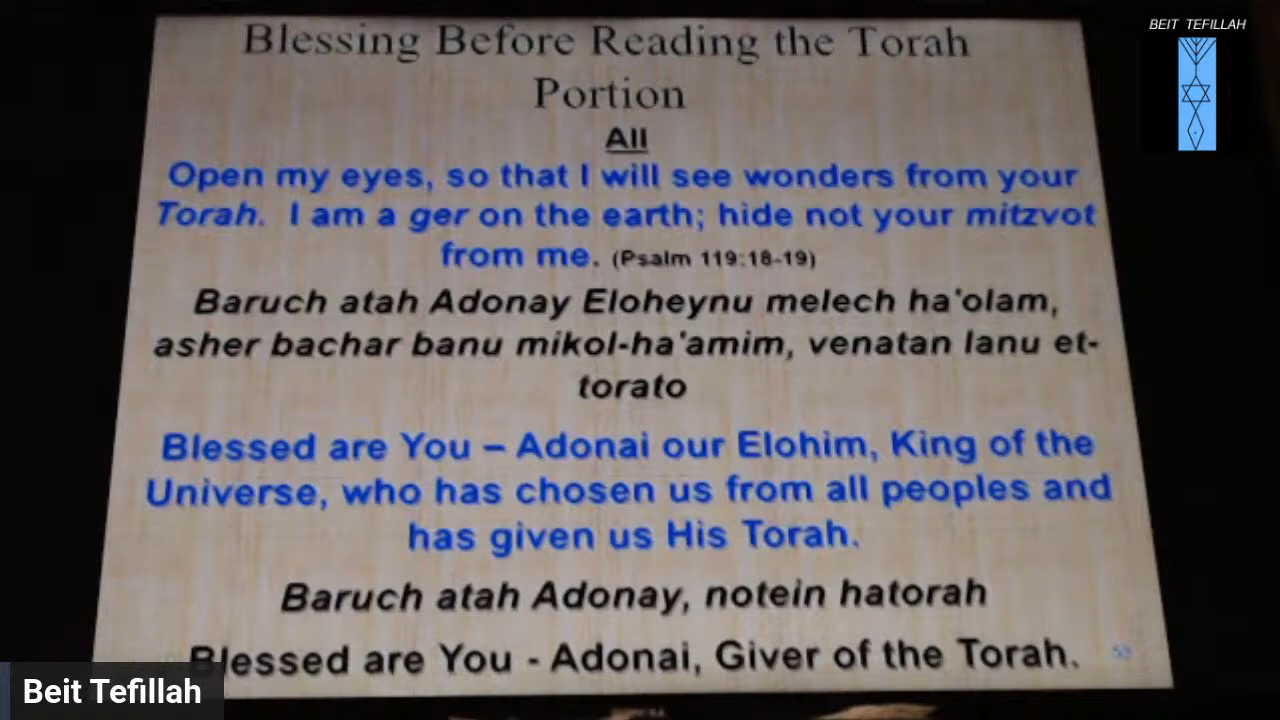 BEIT TEFILLAH
Blessing Before Reading the Torah
Portion
All
Open my eyes, so that I will see wonders from your
Torah. I am a ger on the earth; hide not your mitzvot
from me. (Psalm 119:18-19)
Baruch atah Adonay Eloheynu melech ha'olam,
asher bachar banu mikol-ha'amim, venatan lanu et-
torato
Blessed are You – Adonai our Elohim, King of the
Universe, who has chosen us from all peoples and
has given us His Torah.
Baruch atah Adonay, notein hatorah
Blessed are You - Adonai, Giver of the Torah.
Beit Tefillah